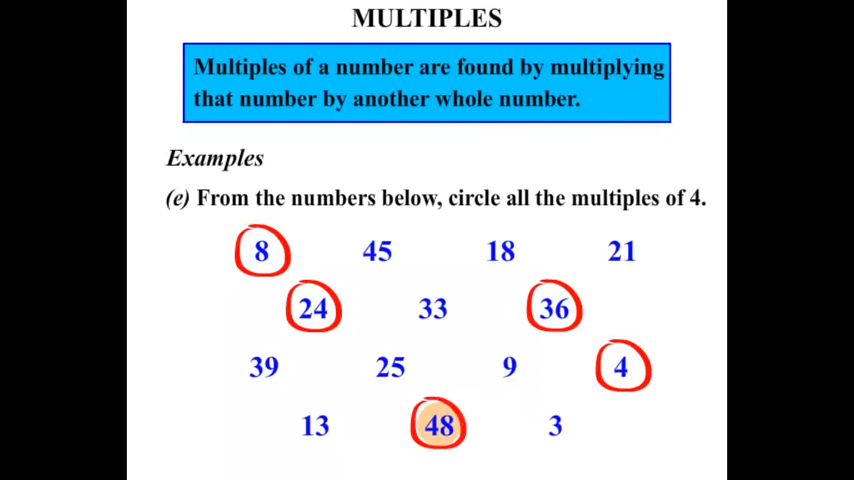 MULTIPLES
Multiples of a number are found by multiplying
that number by another whole number.
Examples
(e) From the numbers below, circle all the multiples of 4.
8 45 18 21
24 33 36
39 25 9 4
13 48 3